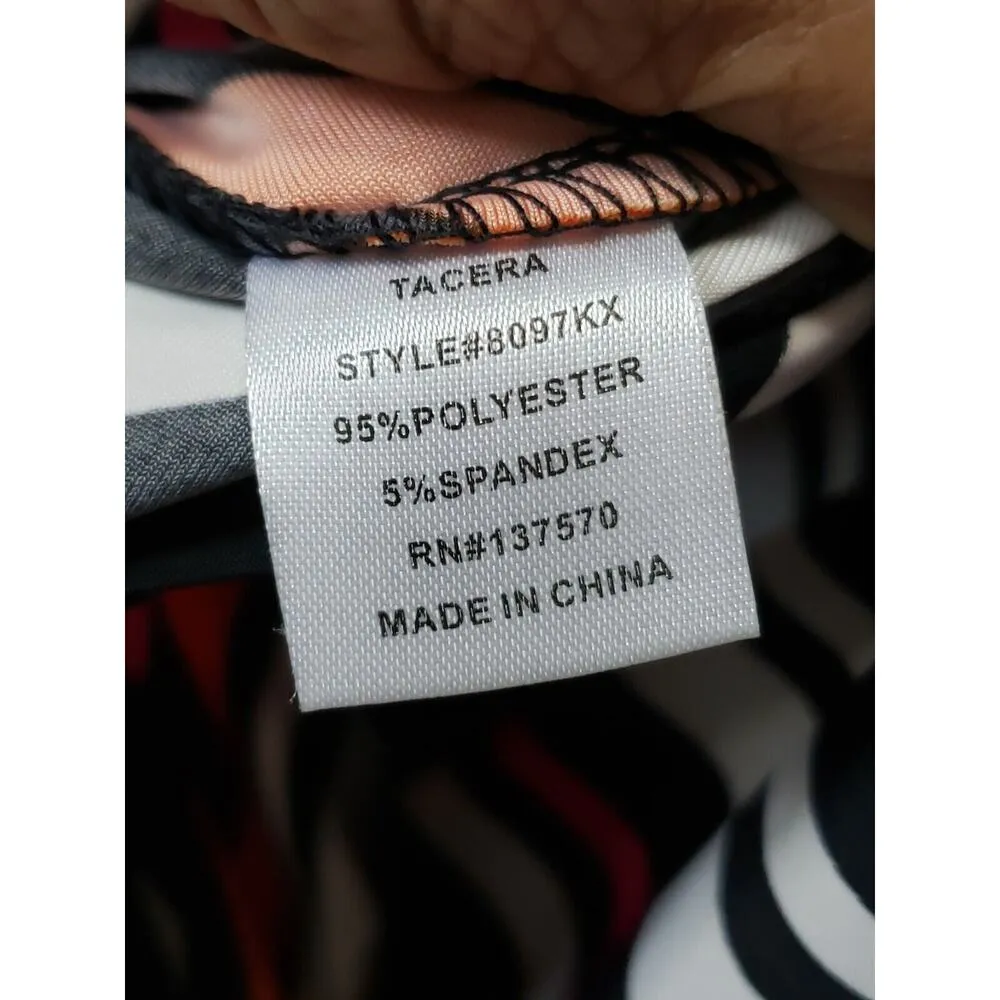 TACERA
STYLE#8097KX
95%POLYESTER
5%SPANDEX
RN#137570
MADE IN CHINA